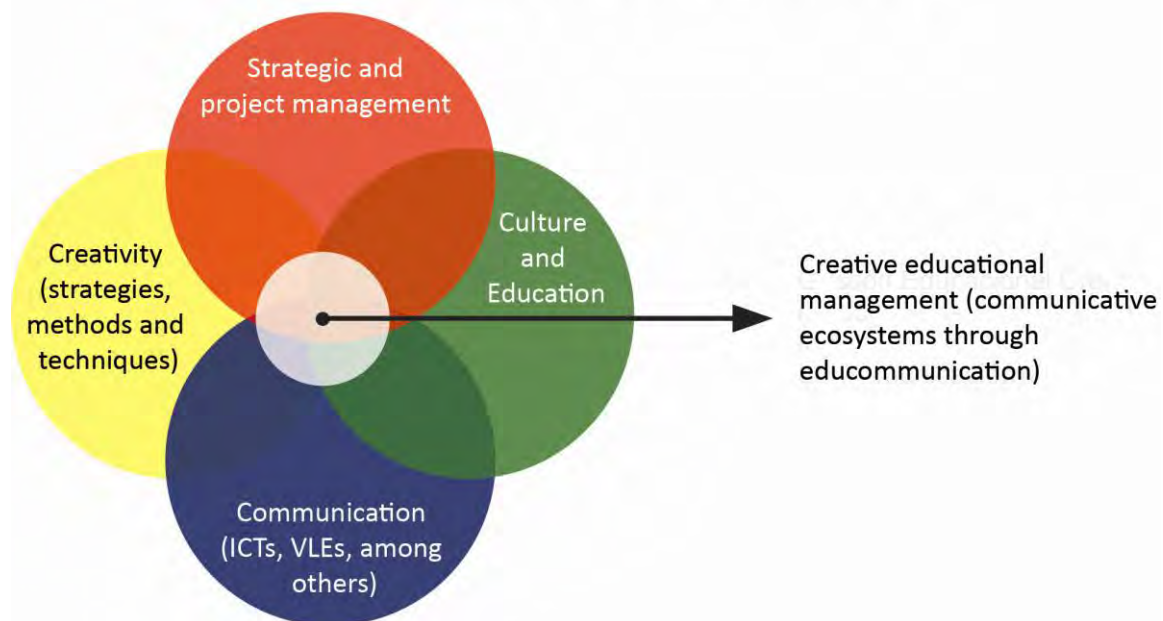 Strategic and
project management
Culture
and
Education
Creativity
(strategies,
methods and
techniques)
Creative educational
management (communicative
ecosystems through
educommunication)
Communication
(ICTs, VLEs, among
others)